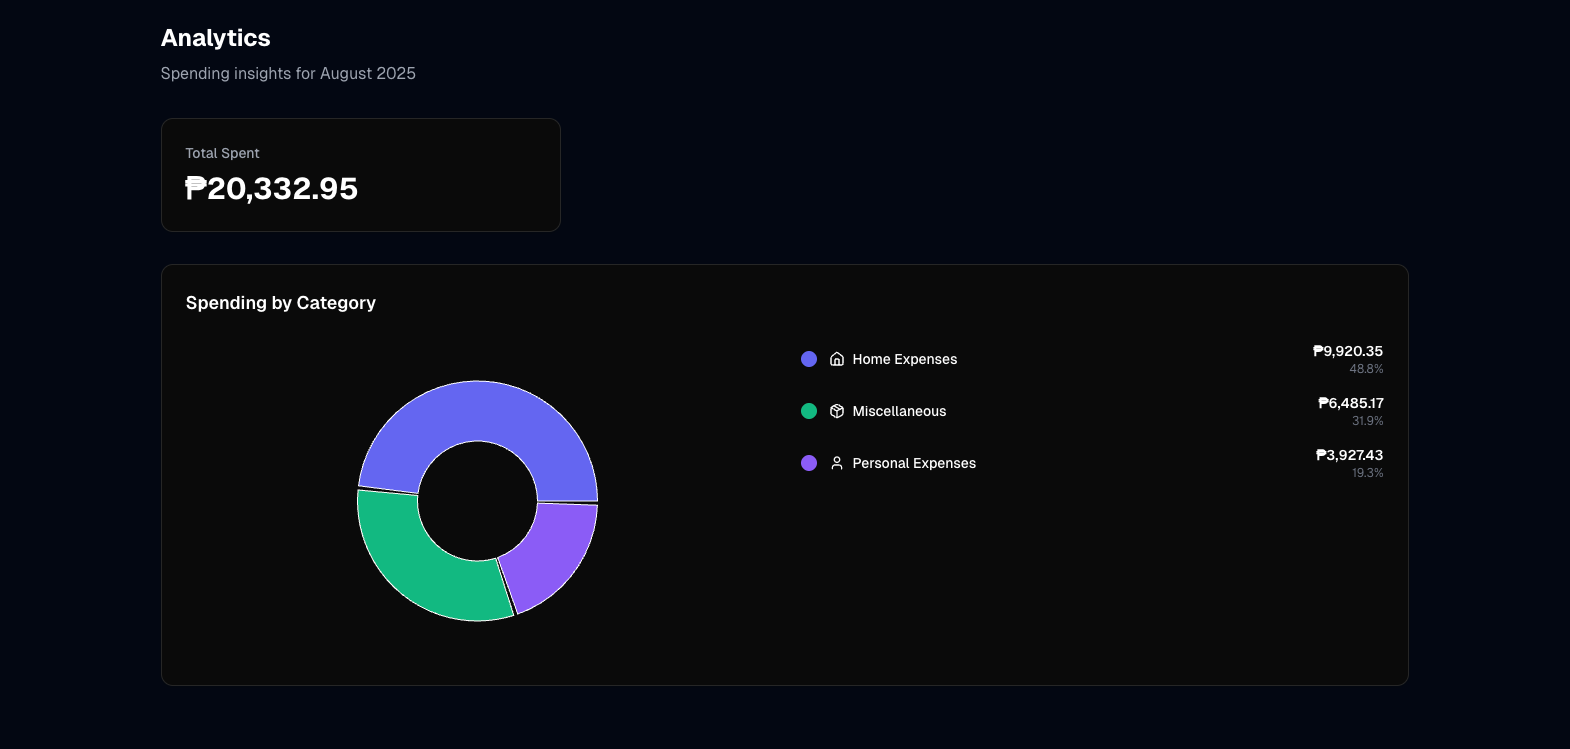 Analytics
Spending insights for August 2025
Total Spent
₱20,332.95
Spending by Category
Home Expenses
₱9,920.35
48.8%
Miscellaneous
₱6,485.17
31.9%
Personal Expenses
₱3,927.43
19.3%